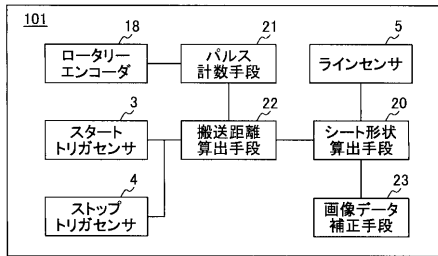 101
18
ロータリー
エンコーダ
21
パルス
計数手段
5
ラインセンサ
3
スタート
トリガセンサ
22
搬送距離
算出手段
20
シート形状
算出手段
4
ストップ
トリガセンサ
23
画像データ
補正手段